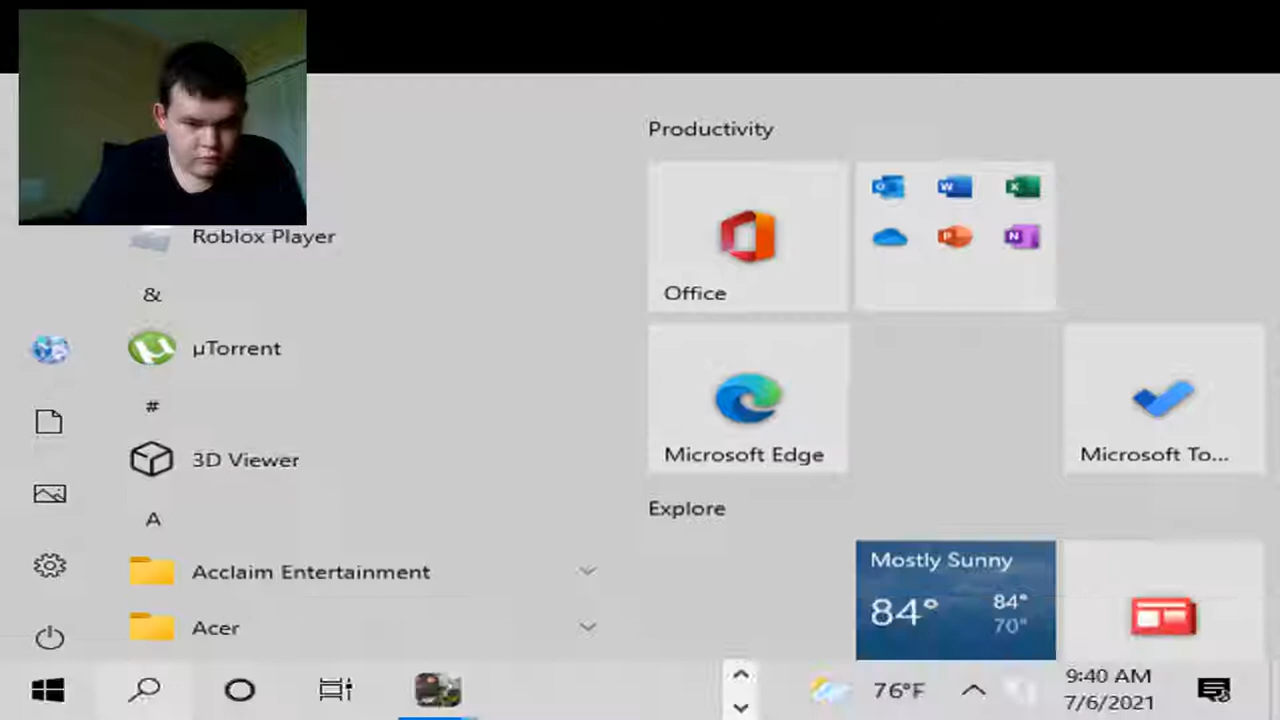 Productivity
Roblox Player
Office
&
µTorrent
#
3D Viewer
Microsoft Edge
Microsoft To...
A
Explore
Acclaim Entertainment
Mostly Sunny
84°
84°
70°
Acer
76°F
9:40 AM
7/6/2021